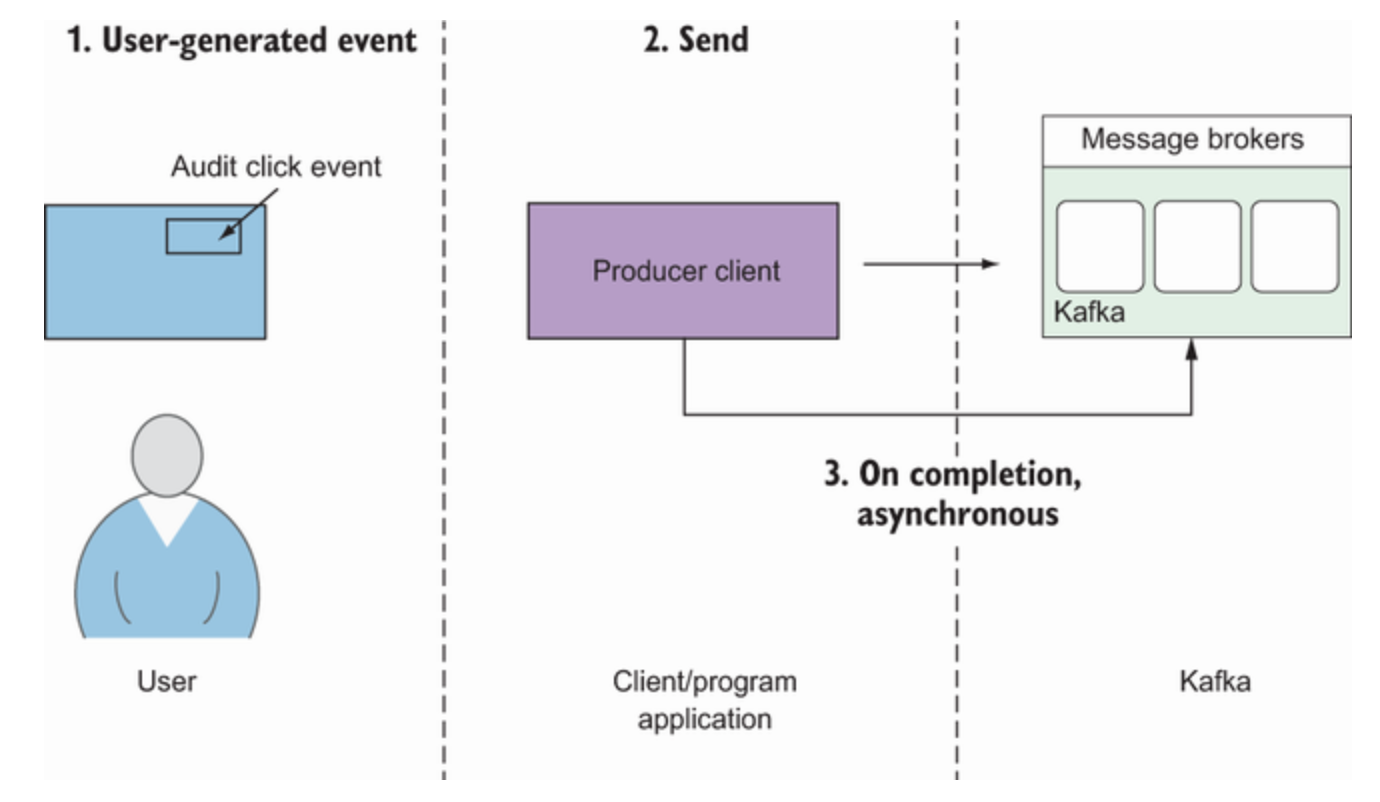 1. User-generated event
2. Send
Audit click event
Message brokers
Producer client
Kafka
3. On completion,
asynchronous
User
Client/program
application
Kafka